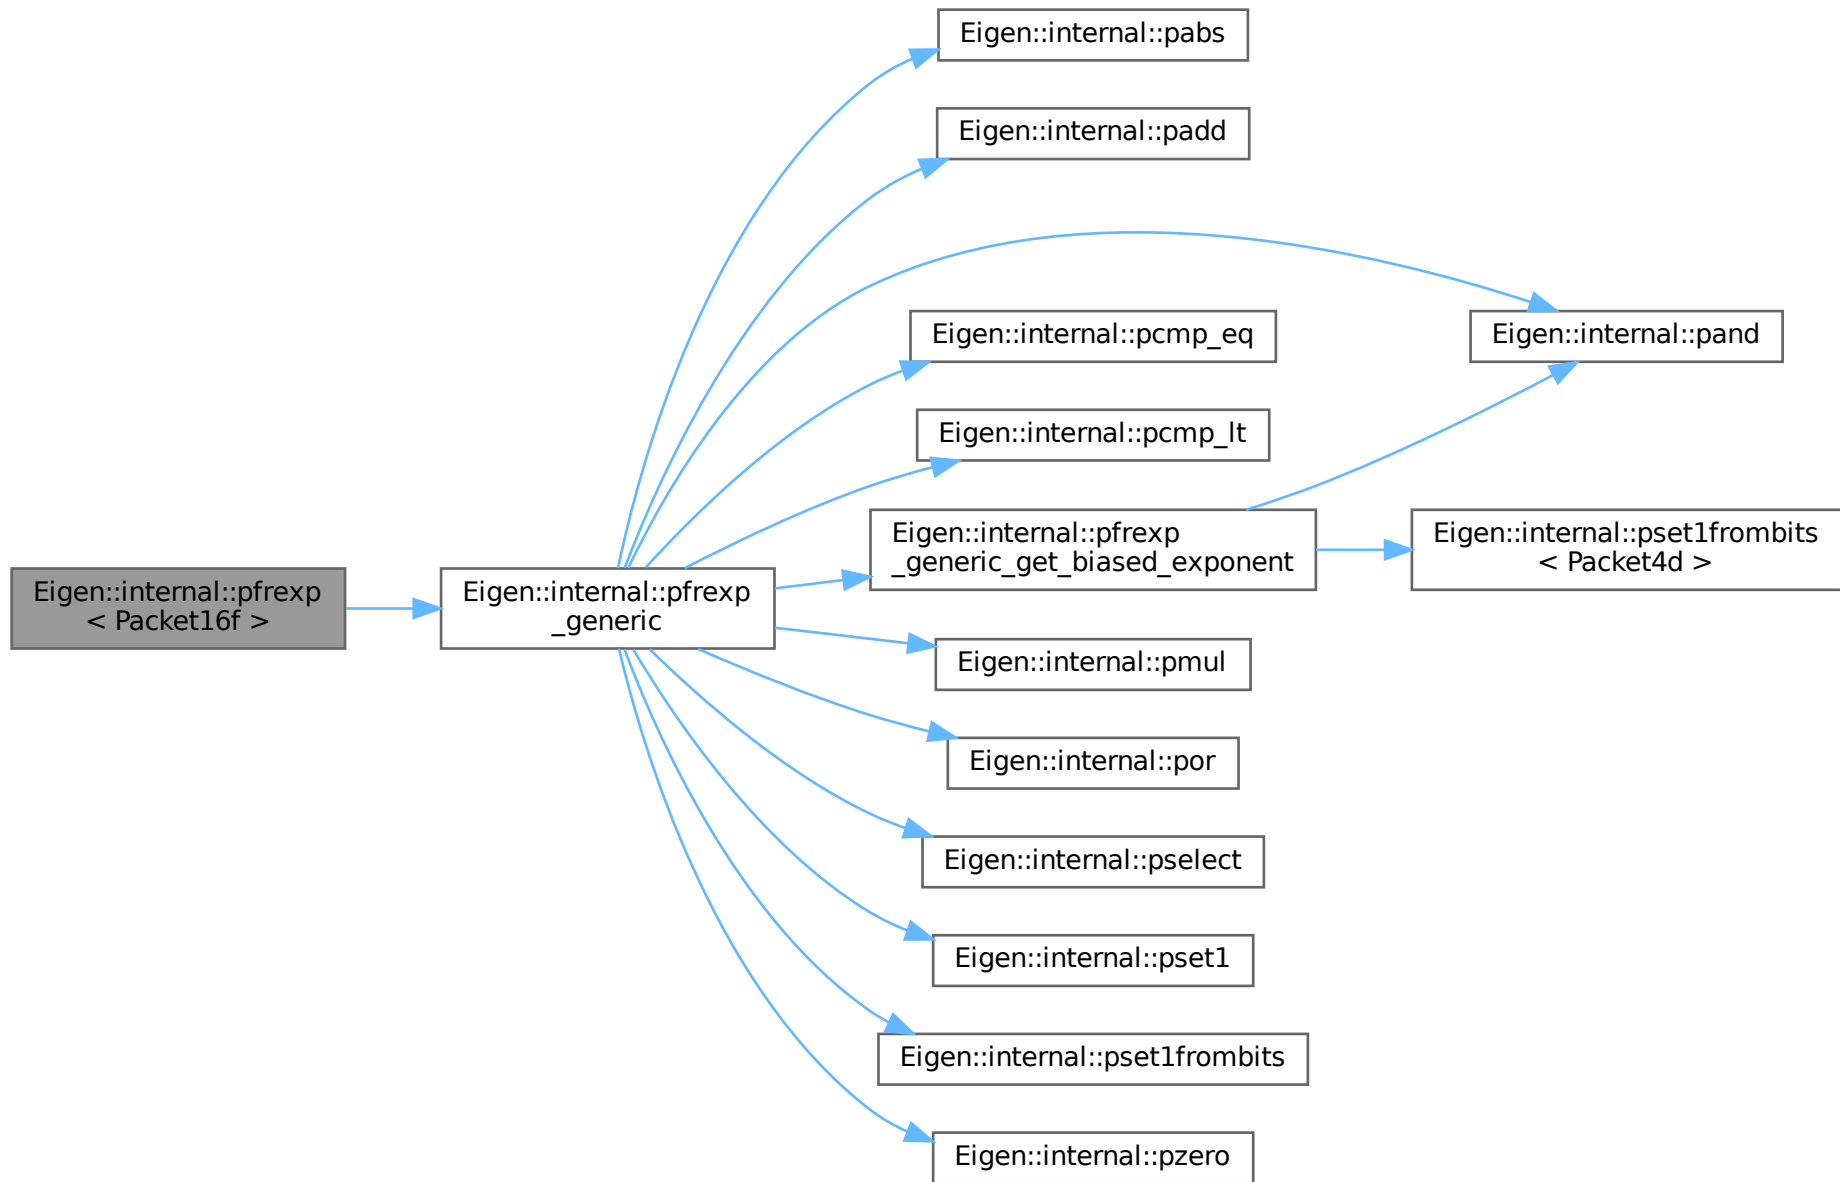 Eigen::internal::pabs
Eigen::internal::padd
Eigen::internal::pcmp_eq
Eigen::internal::pand
Eigen::internal::pcmp_lt
Eigen::internal::pfrexp
_generic_get_biased_exponent
Eigen::internal::pset1frombits
< Packet4d >
Eigen::internal::pfrexp
< Packet16f >
Eigen::internal::pfrexp
_generic
Eigen::internal::pmul
Eigen::internal::por
Eigen::internal::pselect
Eigen::internal::pset1
Eigen::internal::pset1frombits
Eigen::internal::pzero